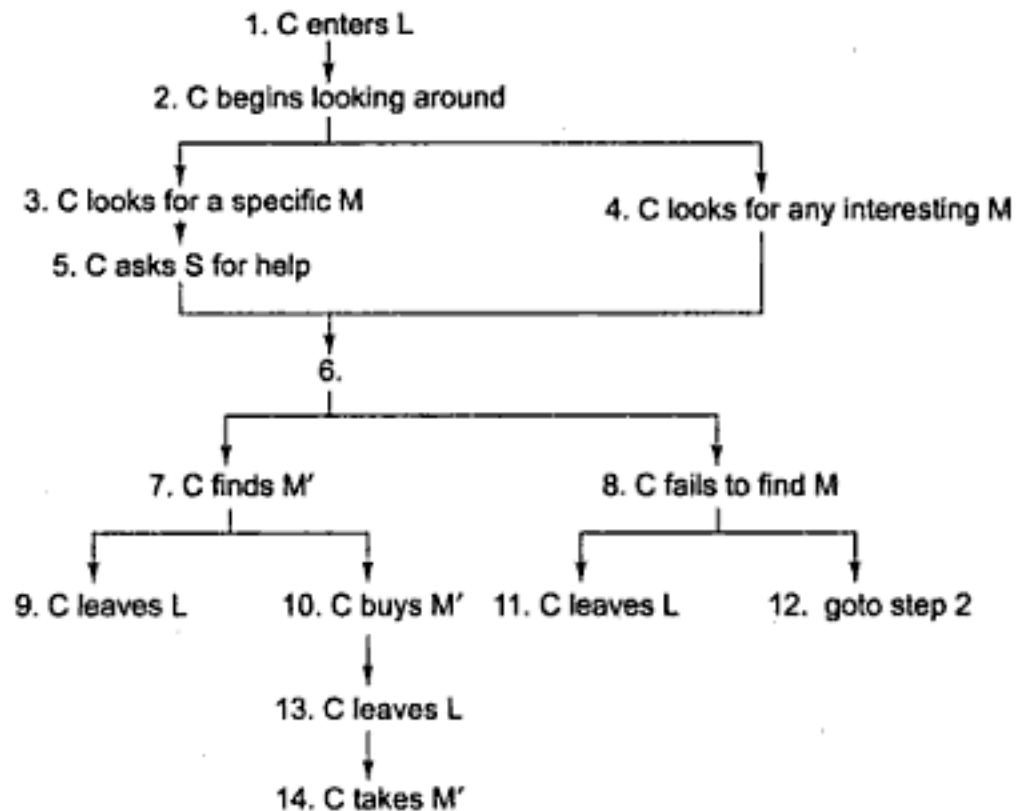 1. C enters L
2. C begins looking around
3. C looks for a specific M
4. C looks for any interesting M
5. C asks S for help
6.
7. C finds M′
8. C fails to find M
9. C leaves L
10. C buys M′
11. C leaves L
12. goto step 2
13. C leaves L
14. C takes M′